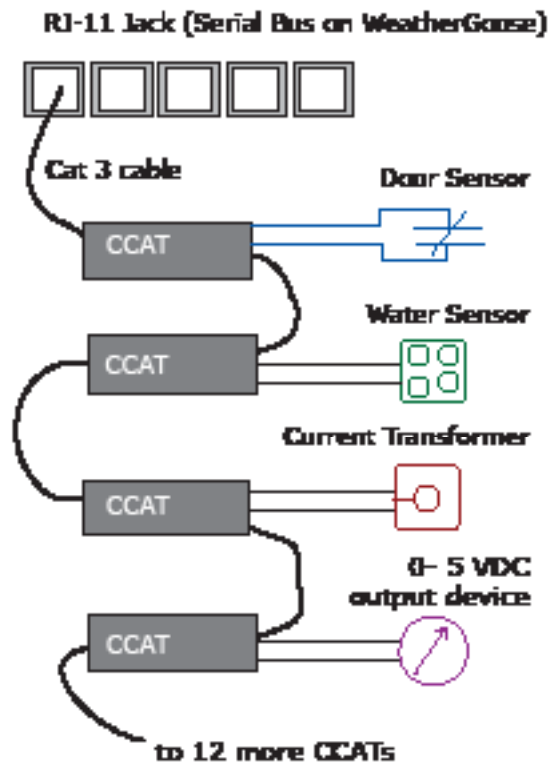 RJ-11 Jack (Serial Bus on WeatherGoose)
Cat 3 cable
Door Sensor
CCAT
Water Sensor
CCAT
Current Transformer
CCAT
0- 5 VDC
output device
CCAT
to 12 more CCATs